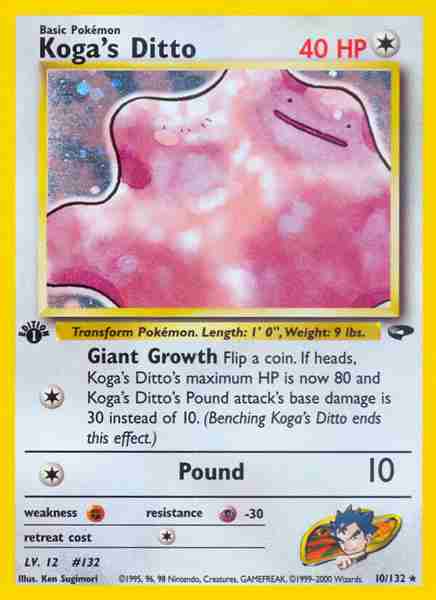 Basic Pokémon
Koga's Ditto 40 HP
EDITION
1
Transform Pokémon. Length: 1' 0", Weight: 9 lbs.
Giant Growth Flip a coin. If heads,
Koga's Ditto's maximum HP is now 80 and
Koga's Ditto's Pound attack's base damage is
30 instead of 10. (Benching Koga's Ditto ends
this effect.)
Pound 10
weakness resistance -30
retreat cost
LV. 12 #132
Illus. Ken Sugimori ©1995, 96, 98 Nintendo, Creatures, GAMEFREAK. ©1999-2000 Wizards. 10/132 ★